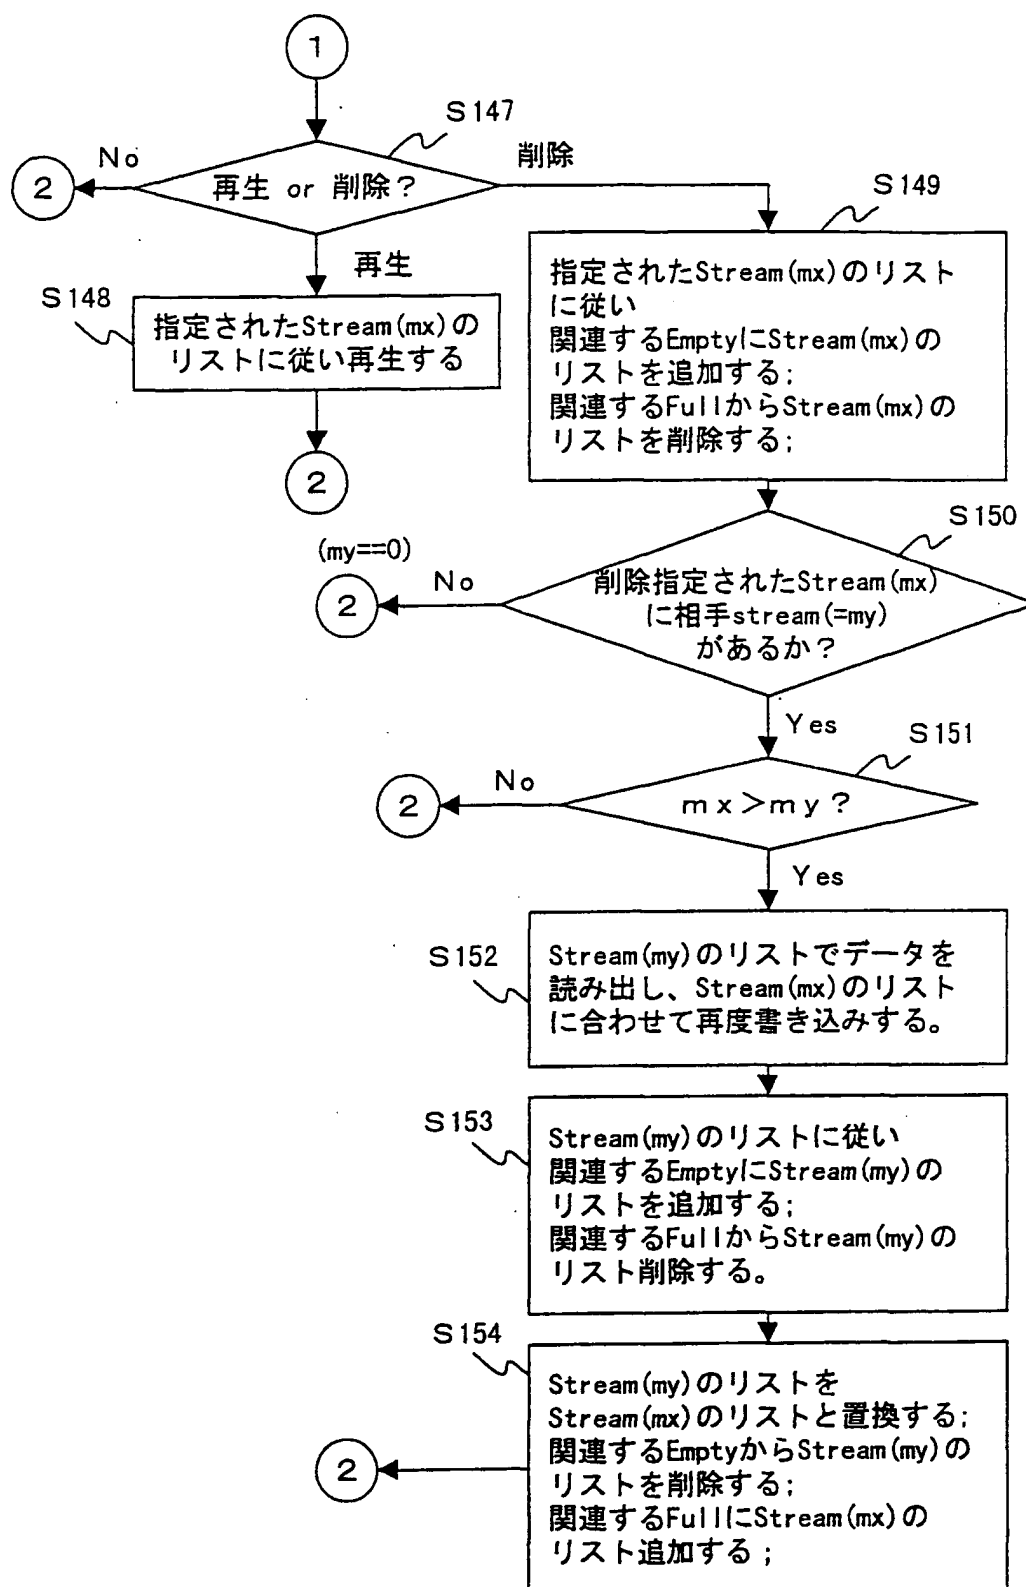 1
S147
No
削除
2
再生 or 削除?
S149
再生
S148
指定されたStream(mx)の
リストに従い再生する
2
指定されたStream(mx)のリスト
に従い
関連するEmptyにStream(mx)の
リストを追加する;
関連するFullからStream(mx)の
リストを削除する;
S150
(my==0)
No
2
削除指定されたStream(mx)
に相手stream(=my)
があるか?
Yes
S151
No
2
mx>my?
Yes
S152
Stream(my)のリストでデータを
読み出し、Stream(mx)のリスト
に合わせて再度書き込みする。
S153
Stream(my)のリストに従い
関連するEmptyにStream(my)の
リストを追加する;
関連するFullからStream(my)の
リスト削除する。
S154
Stream(my)のリストを
Stream(mx)のリストと置換する;
関連するEmptyからStream(my)の
リストを削除する;
関連するFullにStream(mx)の
リスト追加する;
2